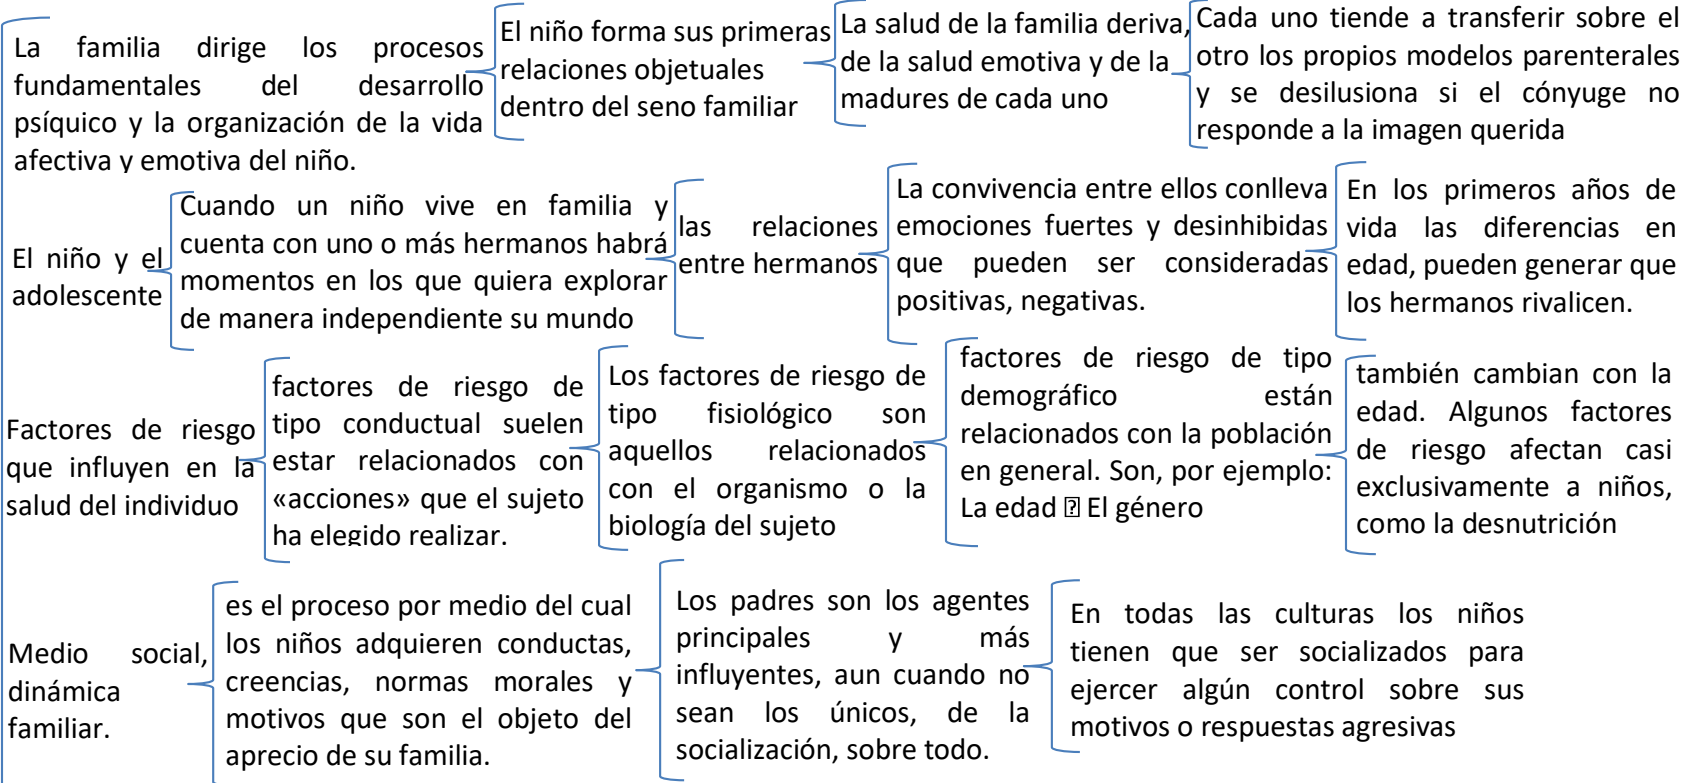 La familia dirige los procesos
fundamentales del desarrollo
psíquico y la organización de la vida
afectiva y emotiva del niño.
El niño forma sus primeras
relaciones objetuales
dentro del seno familiar
La salud de la familia deriva,
de la salud emotiva y de la
madures de cada uno
Cada uno tiende a transferir sobre el
otro los propios modelos parenterales
y se desilusiona si el cónyuge no
responde a la imagen querida
El niño y el
adolescente
Cuando un niño vive en familia y
cuenta con uno o más hermanos habrá
momentos en los que quiera explorar
de manera independiente su mundo
las relaciones
entre hermanos
La convivencia entre ellos conlleva
emociones fuertes y desinhibidas
que pueden ser consideradas
positivas, negativas.
En los primeros años de
vida las diferencias en
edad, pueden generar que
los hermanos rivalicen.
Factores de riesgo
que influyen en la
salud del individuo
factores de riesgo de
tipo conductual suelen
estar relacionados con
«acciones» que el sujeto
ha elegido realizar.
Los factores de riesgo de
tipo fisiológico son
aquellos relacionados
con el organismo o la
biología del sujeto
factores de riesgo de tipo
demográfico están
relacionados con la población
en general. Son, por ejemplo:
La edad ⍰ El género
también cambian con la
edad. Algunos factores
de riesgo afectan casi
exclusivamente a niños,
como la desnutrición
Medio social,
dinámica
familiar.
es el proceso por medio del cual
los niños adquieren conductas,
creencias, normas morales y
motivos que son el objeto del
aprecio de su familia.
Los padres son los agentes
principales y más
influyentes, aun cuando no
sean los únicos, de la
socialización, sobre todo.
En todas las culturas los niños
tienen que ser socializados para
ejercer algún control sobre sus
motivos o respuestas agresivas